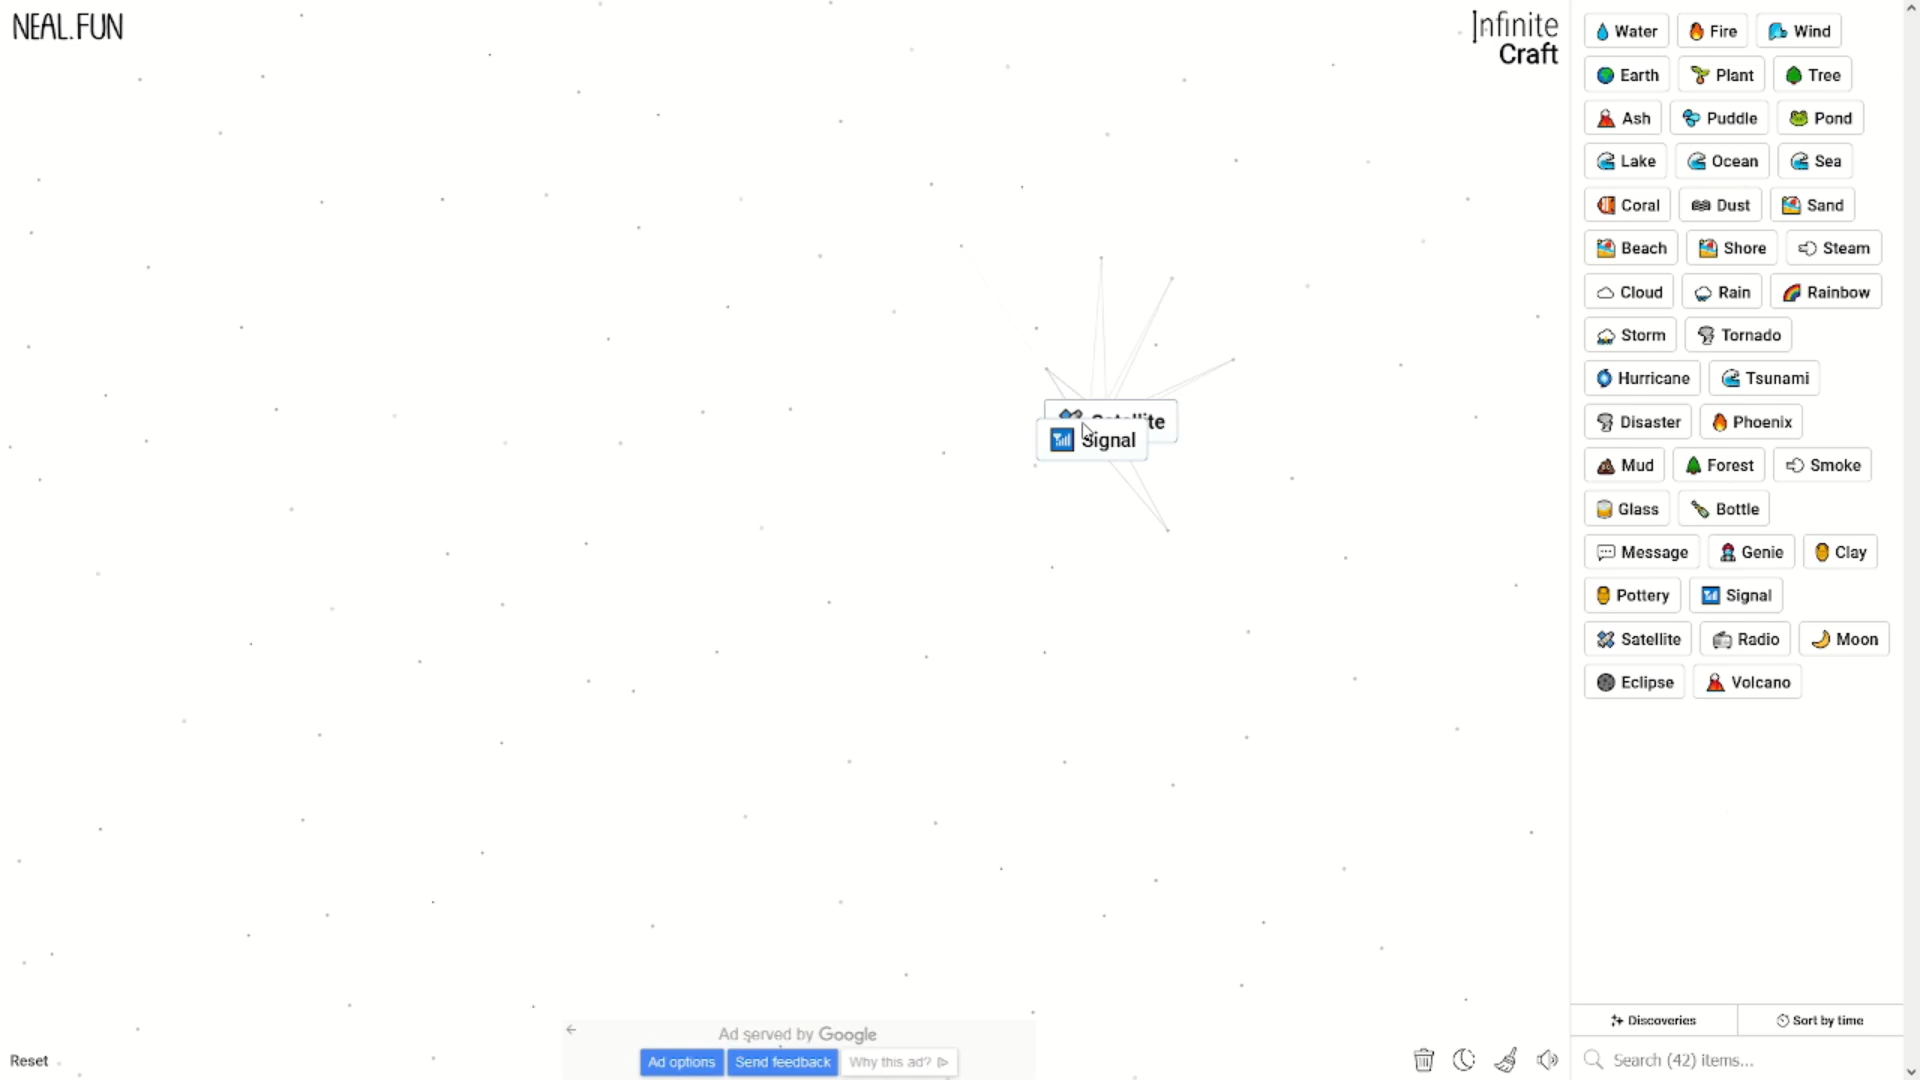 NEAL.FUN
Infinite
Craft
Satellite
Signal
Water Fire Wind
Earth Plant Tree
Ash Puddle Pond
Lake Ocean Sea
Coral Dust Sand
Beach Shore Steam
Cloud Rain Rainbow
Storm Tornado
Hurricane Tsunami
Disaster Phoenix
Mud Forest Smoke
Glass Bottle
Message Genie Clay
Pottery Signal
Satellite Radio Moon
Eclipse Volcano
Discoveries Sort by time
Search (42) items...
Ad served by Google
Ad options Send feedback Why this ad?
Reset